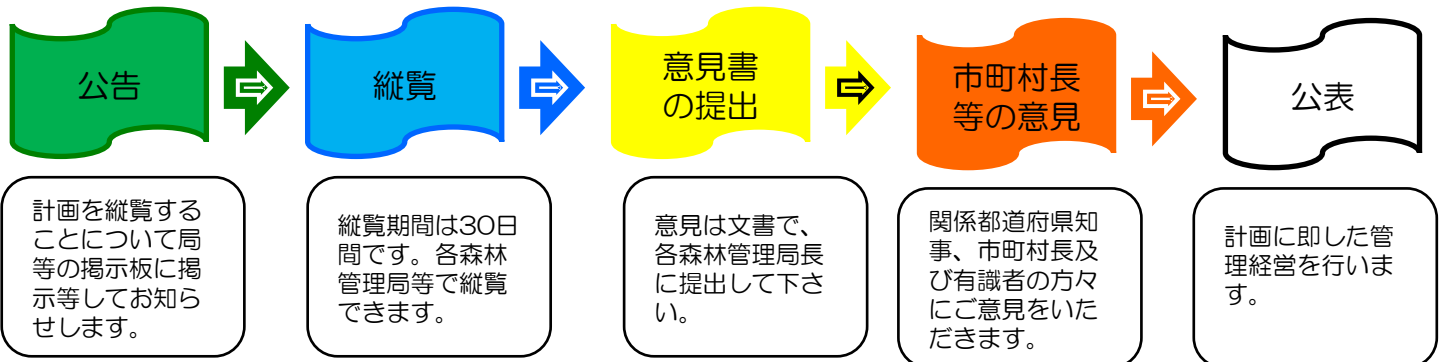 公告
縦覧
意見書
の提出
市町村長
等の意見
公表
計画を縦覧する
ことについて局
等の掲示板に掲
示等してお知ら
せします。
縦覧期間は30日
間です。各森林
管理局等で縦覧
できます。
意見は文書で、
各森林管理局長
に提出して下さ
い。
関係都道府県知
事、市町村長及
び有識者の方々
にご意見をいた
だきます。
計画に即した管
理経営を行いま
す。